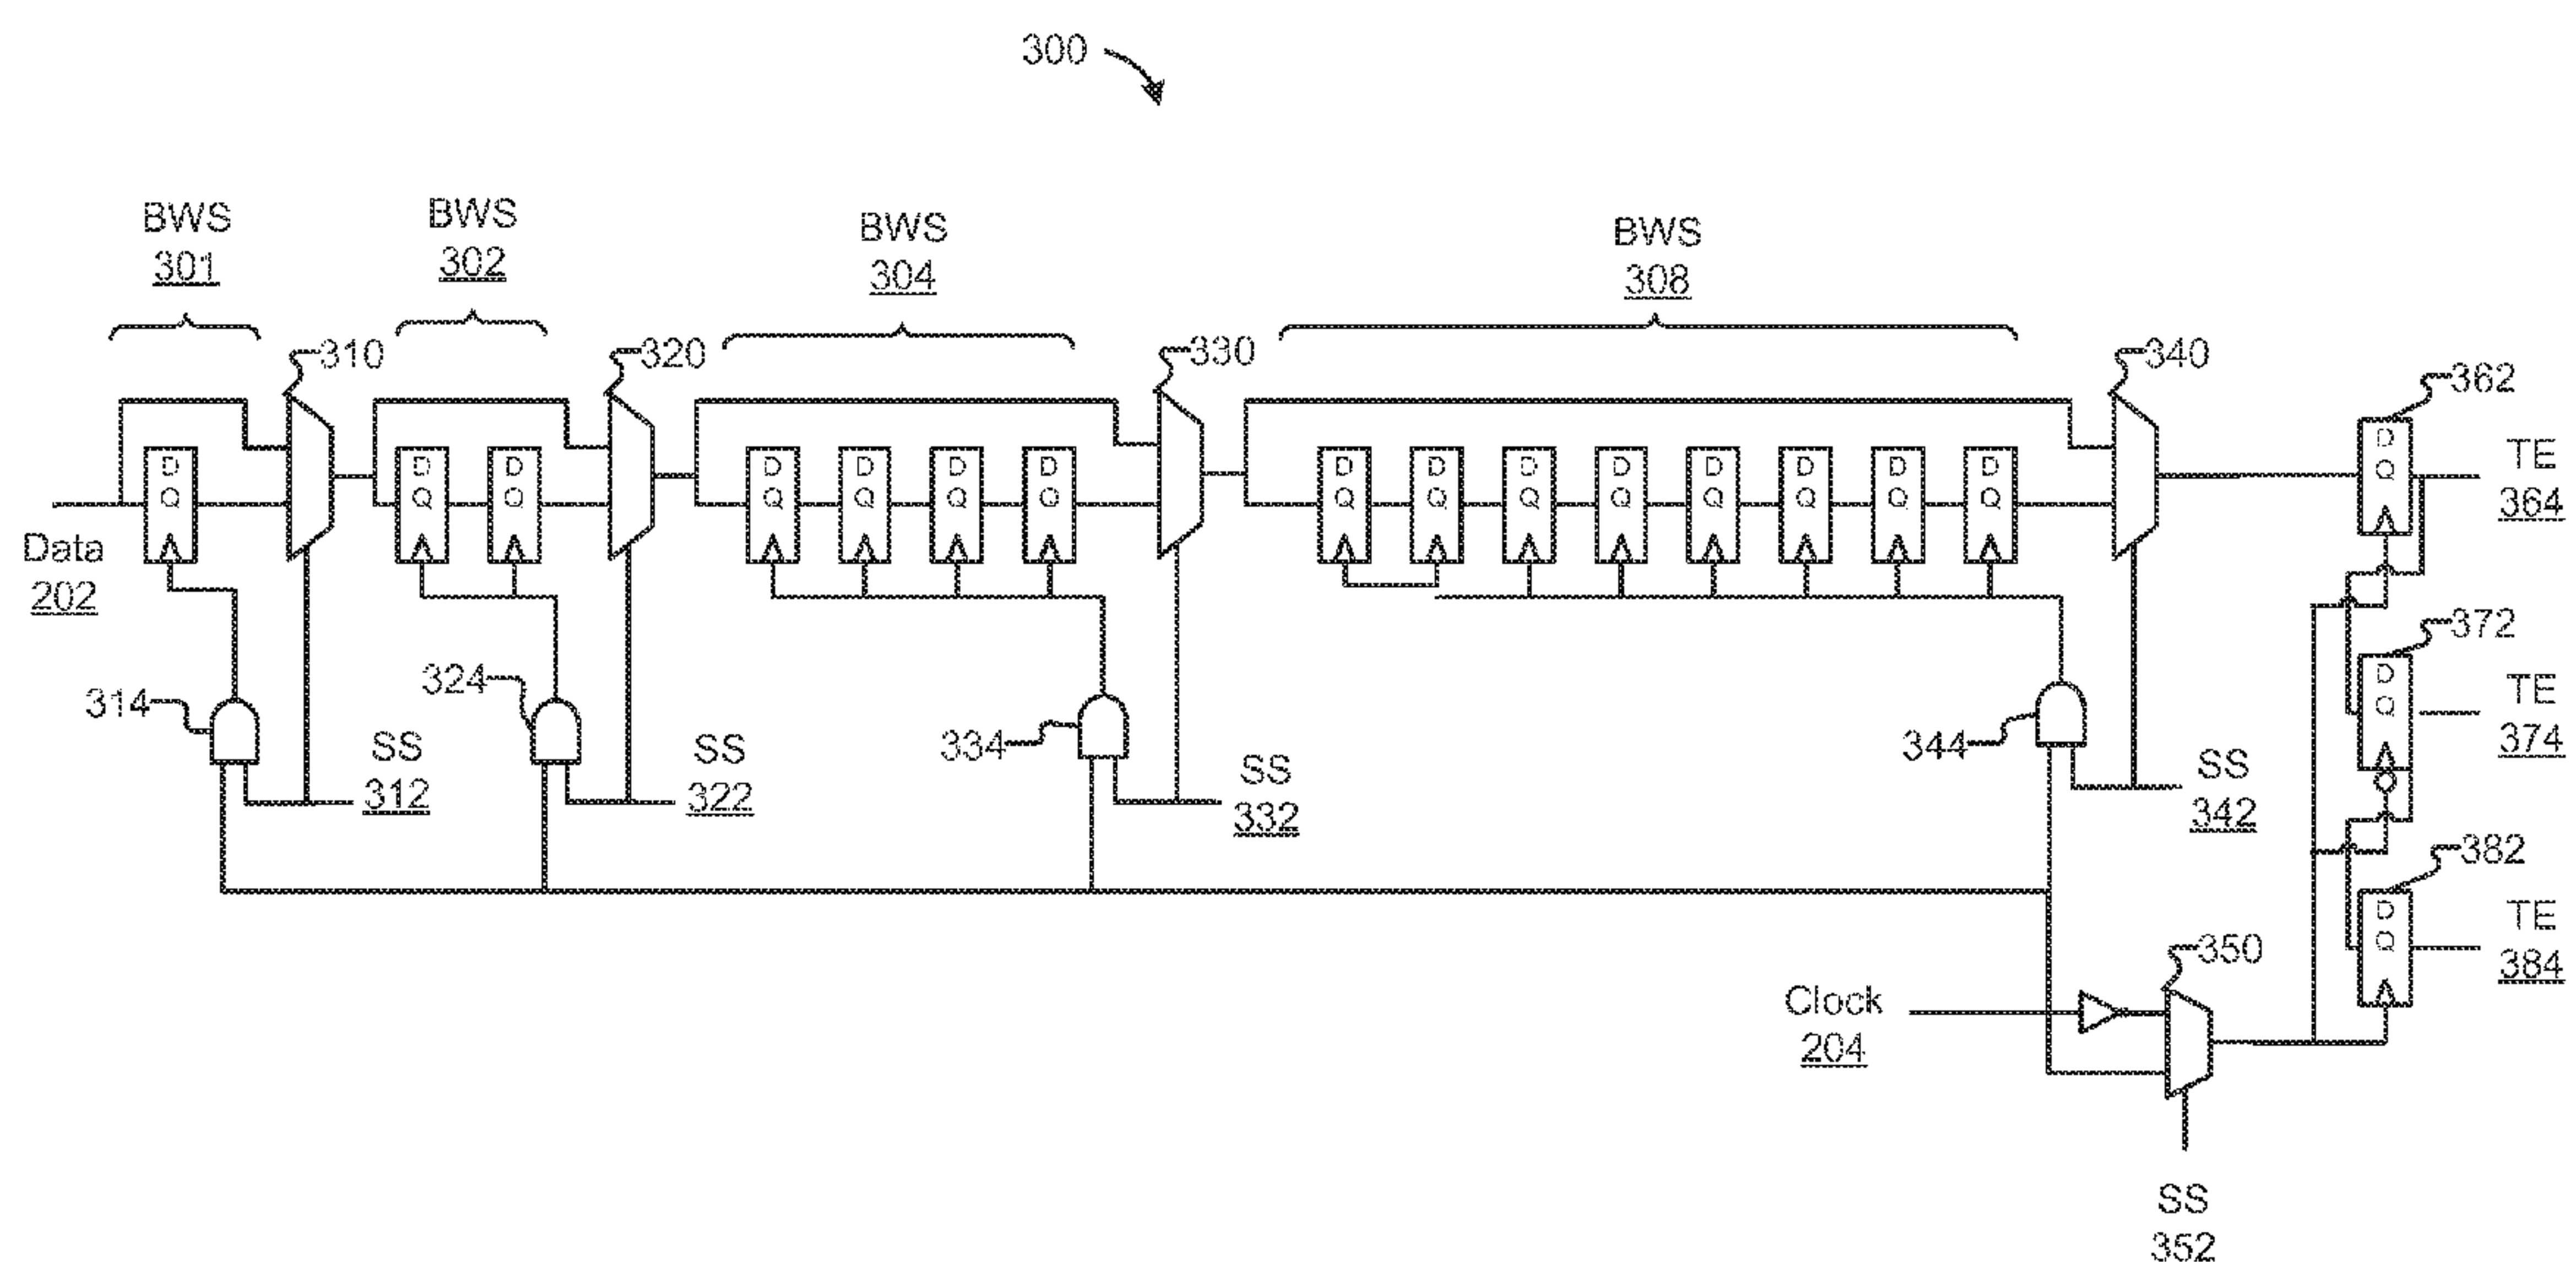 300
BWS
301
BWS
302
BWS
304
BWS
308
310
320
330
340
362
D
Q
D
Q
D
Q
D
Q
D
Q
D
Q
D
Q
D
Q
D
Q
D
Q
D
Q
D
Q
D
Q
D
Q
D
Q
D
Q
TE
364
Data
202
372
D
Q
TE
374
314
324
334
344
SS
312
SS
322
SS
332
SS
342
382
D
Q
TE
384
350
Clock
204
SS
352